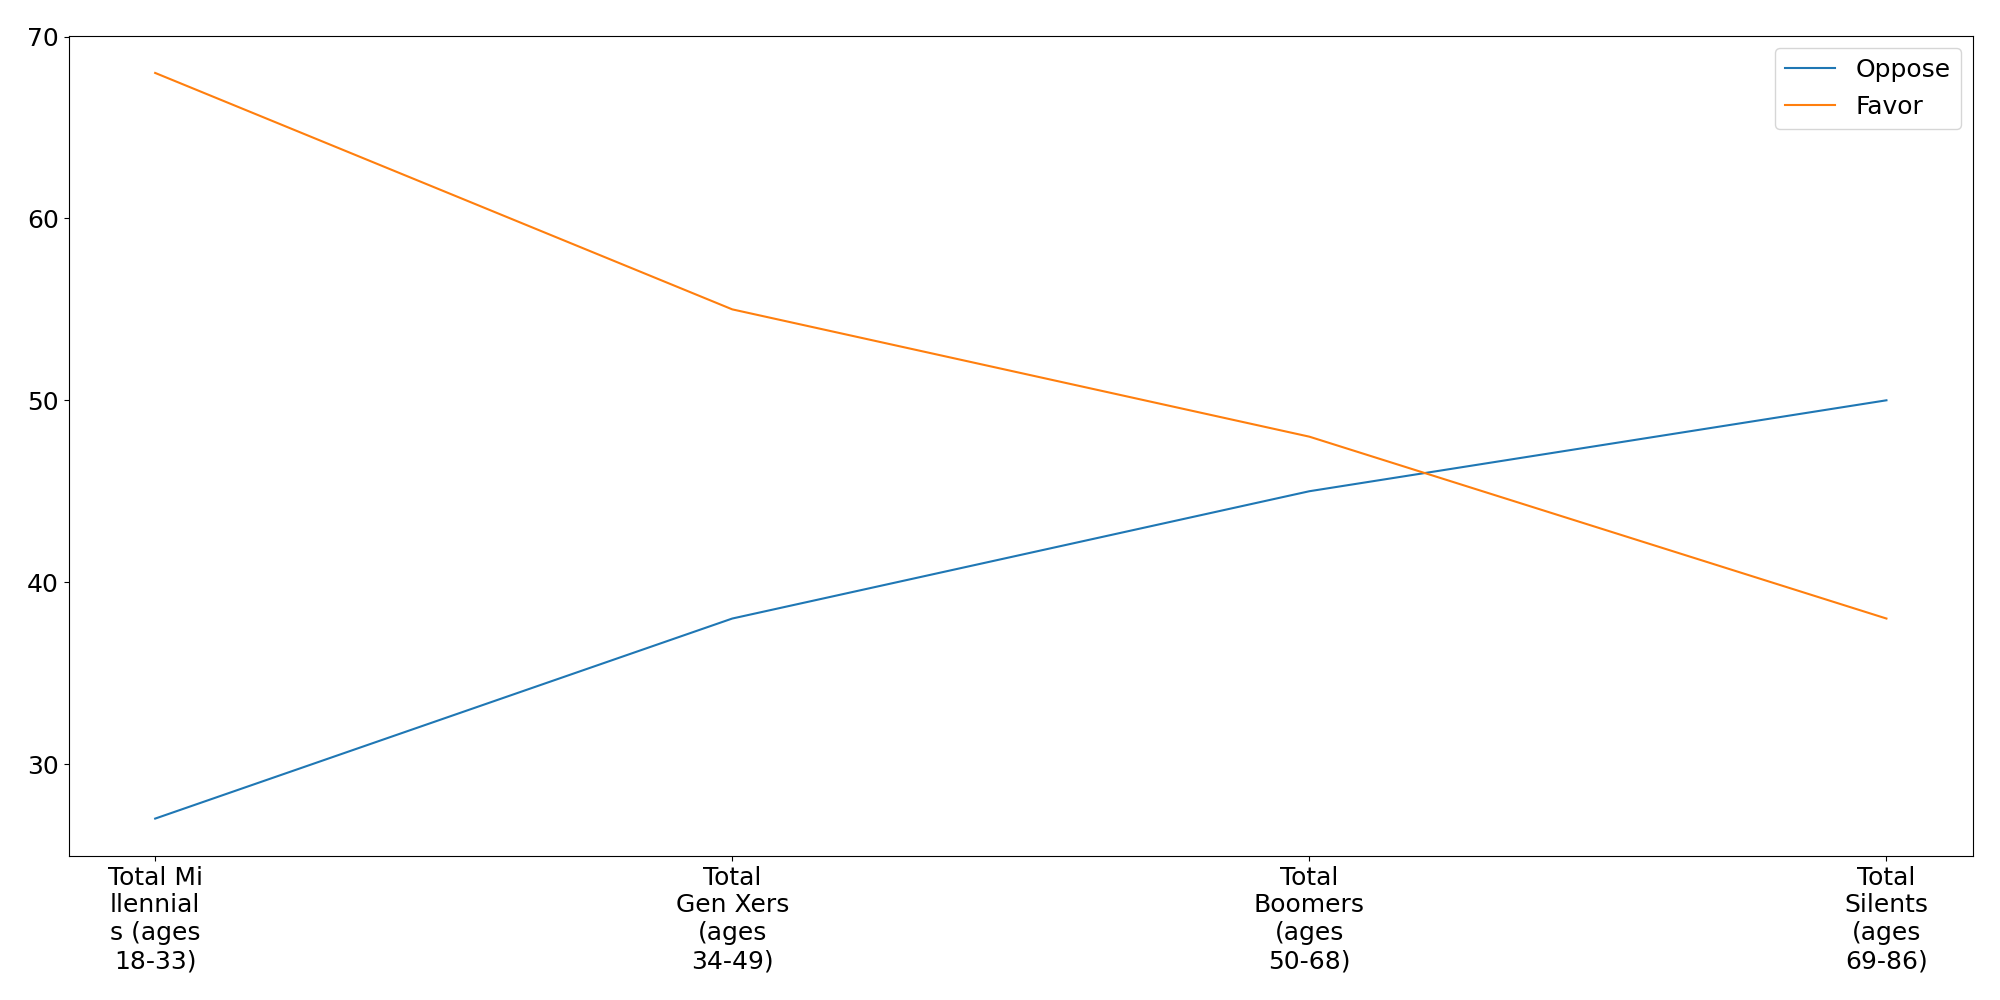 70
60
50
40
30
Oppose
Favor
Total Mi
llennial
s (ages
18-33)
Total
Gen Xers
(ages
34-49)
Total
Boomers
(ages
50-68)
Total
Silents
(ages
69-86)